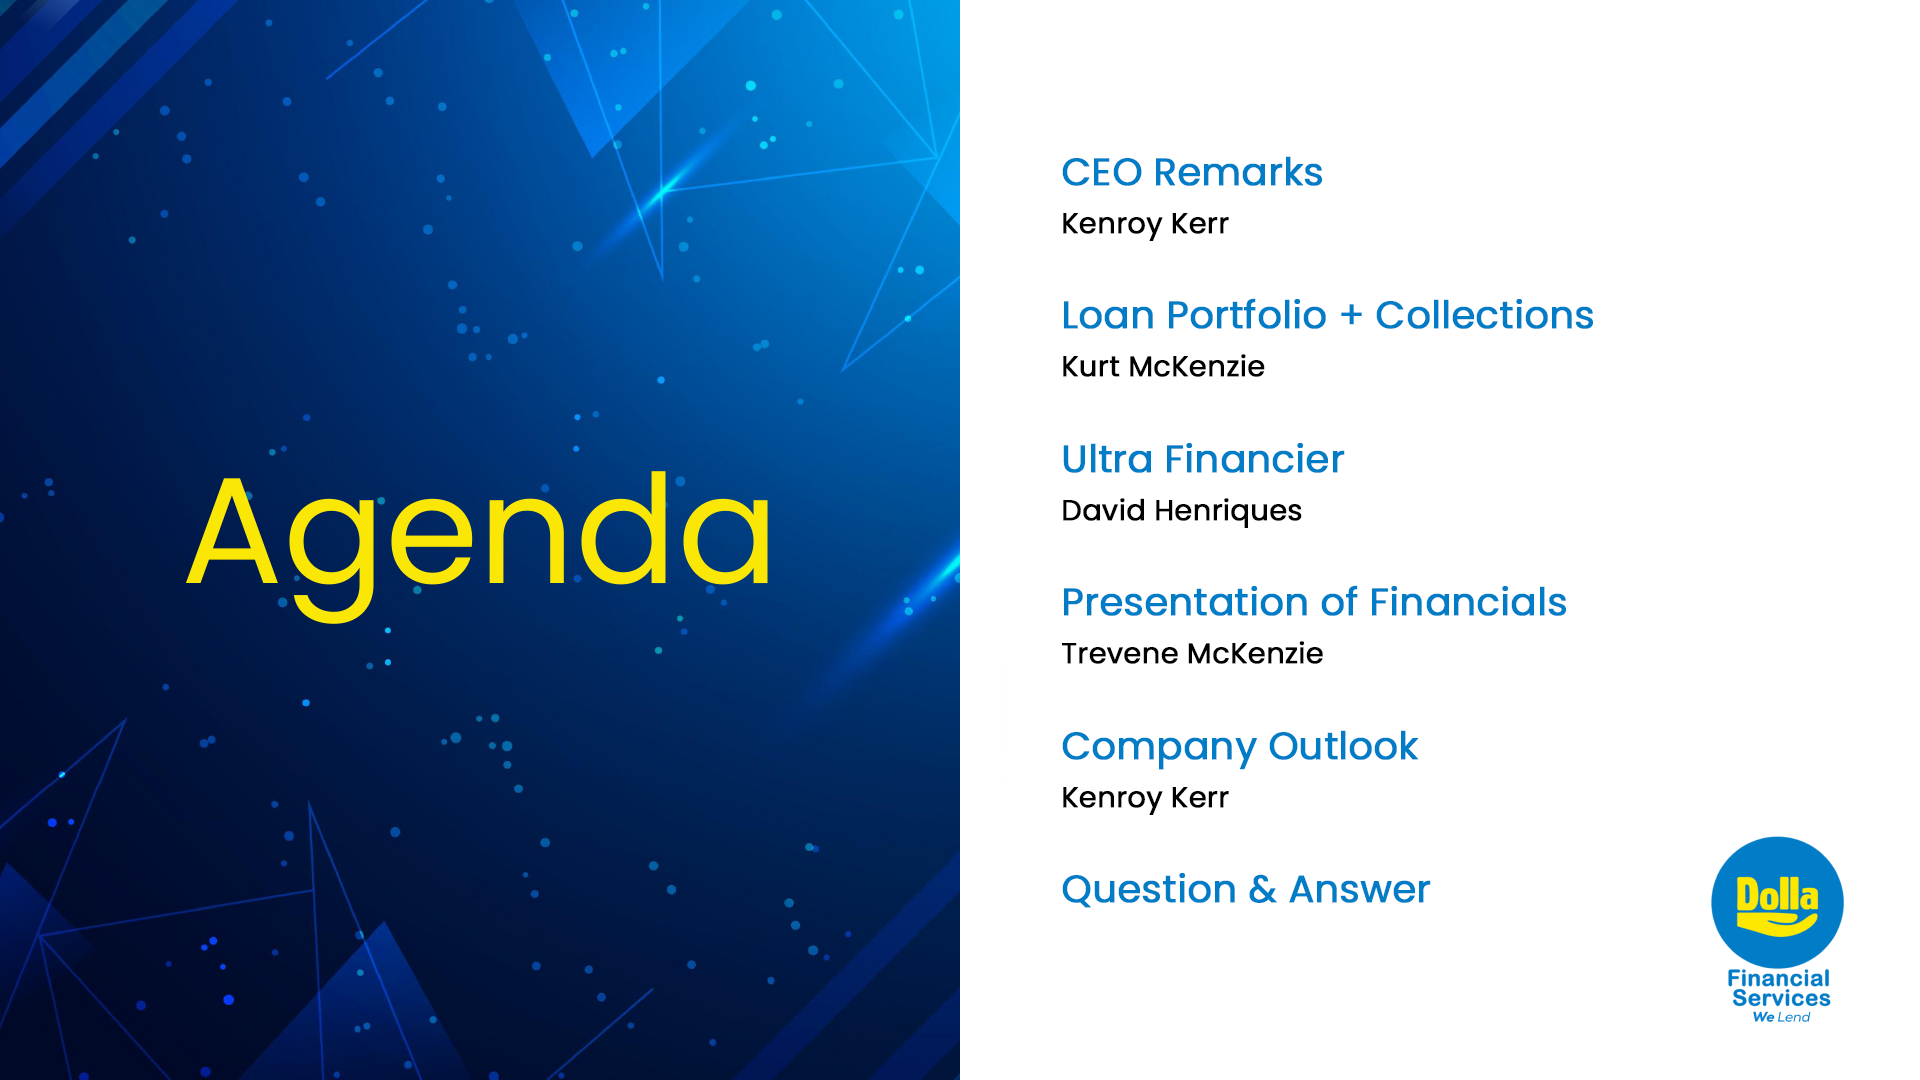 Agenda
CEO Remarks
Kenroy Kerr
Loan Portfolio + Collections
Kurt McKenzie
Ultra Financier
David Henriques
Presentation of Financials
Trevene McKenzie
Company Outlook
Kenroy Kerr
Question & Answer
Dolla
Financial
Services
We Lend